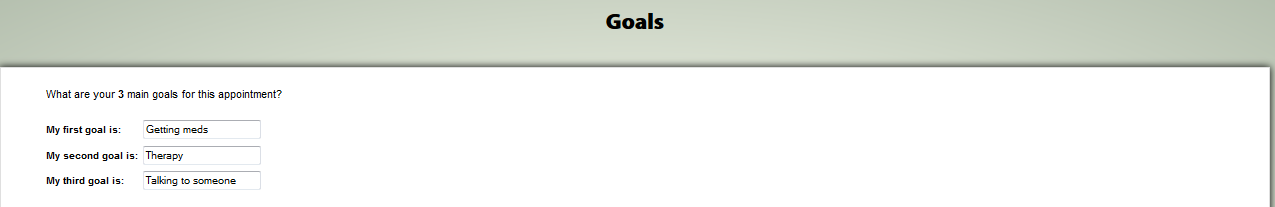 Goals
What are your 3 main goals for this appointment?
My first goal is: Getting meds
My second goal is: Therapy
My third goal is: Talking to someone